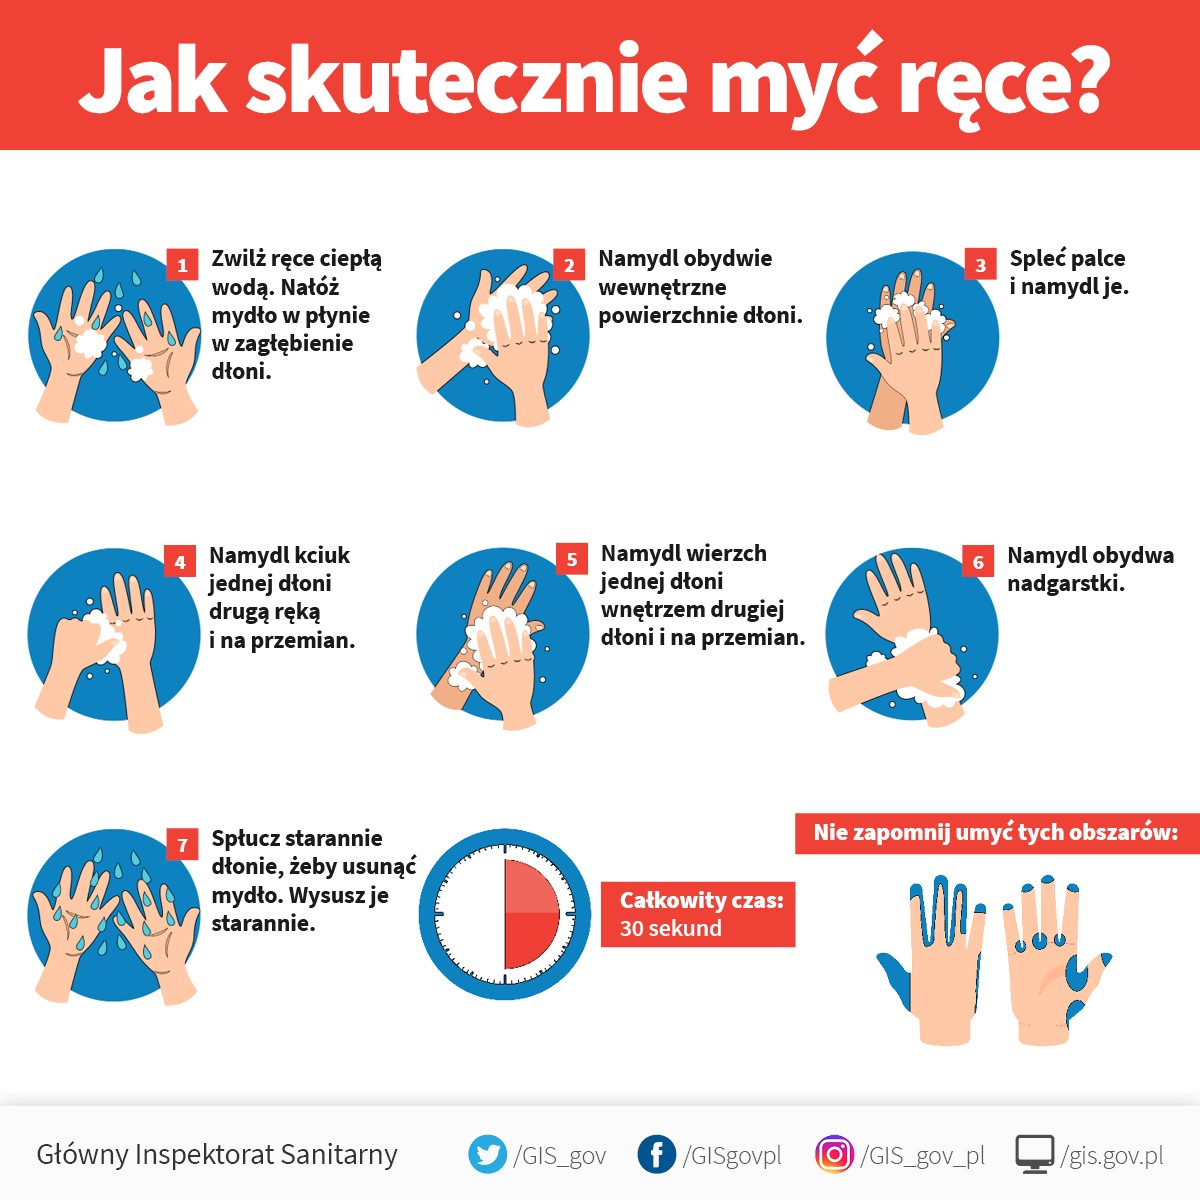 Jak skutecznie myć ręce?
1
Zwilż ręce ciepłą
wodą. Nałóż
mydło w płynie
w zagłębienie
dłoni.
2
Namydl obydwie
wewnętrzne
powierzchnie dłoni.
3
Spleć palce
i namydl je.
4
Namydl kciuk
jednej dłoni
drugą ręką
i na przemian.
5
Namydl wierzch
jednej dłoni
wnętrzem drugiej
dłoni i na przemian.
6
Namydl obydwa
nadgarstki.
7
Spłucz starannie
dłonie, żeby usunąć
mydło. Wysusz je
starannie.
Całkowity czas:
30 sekund
Nie zapomnij umyć tych obszarów:
Główny Inspektorat Sanitarny
/GIS_gov
/GISgovpl
/GIS_gov_pl
/gis.gov.pl